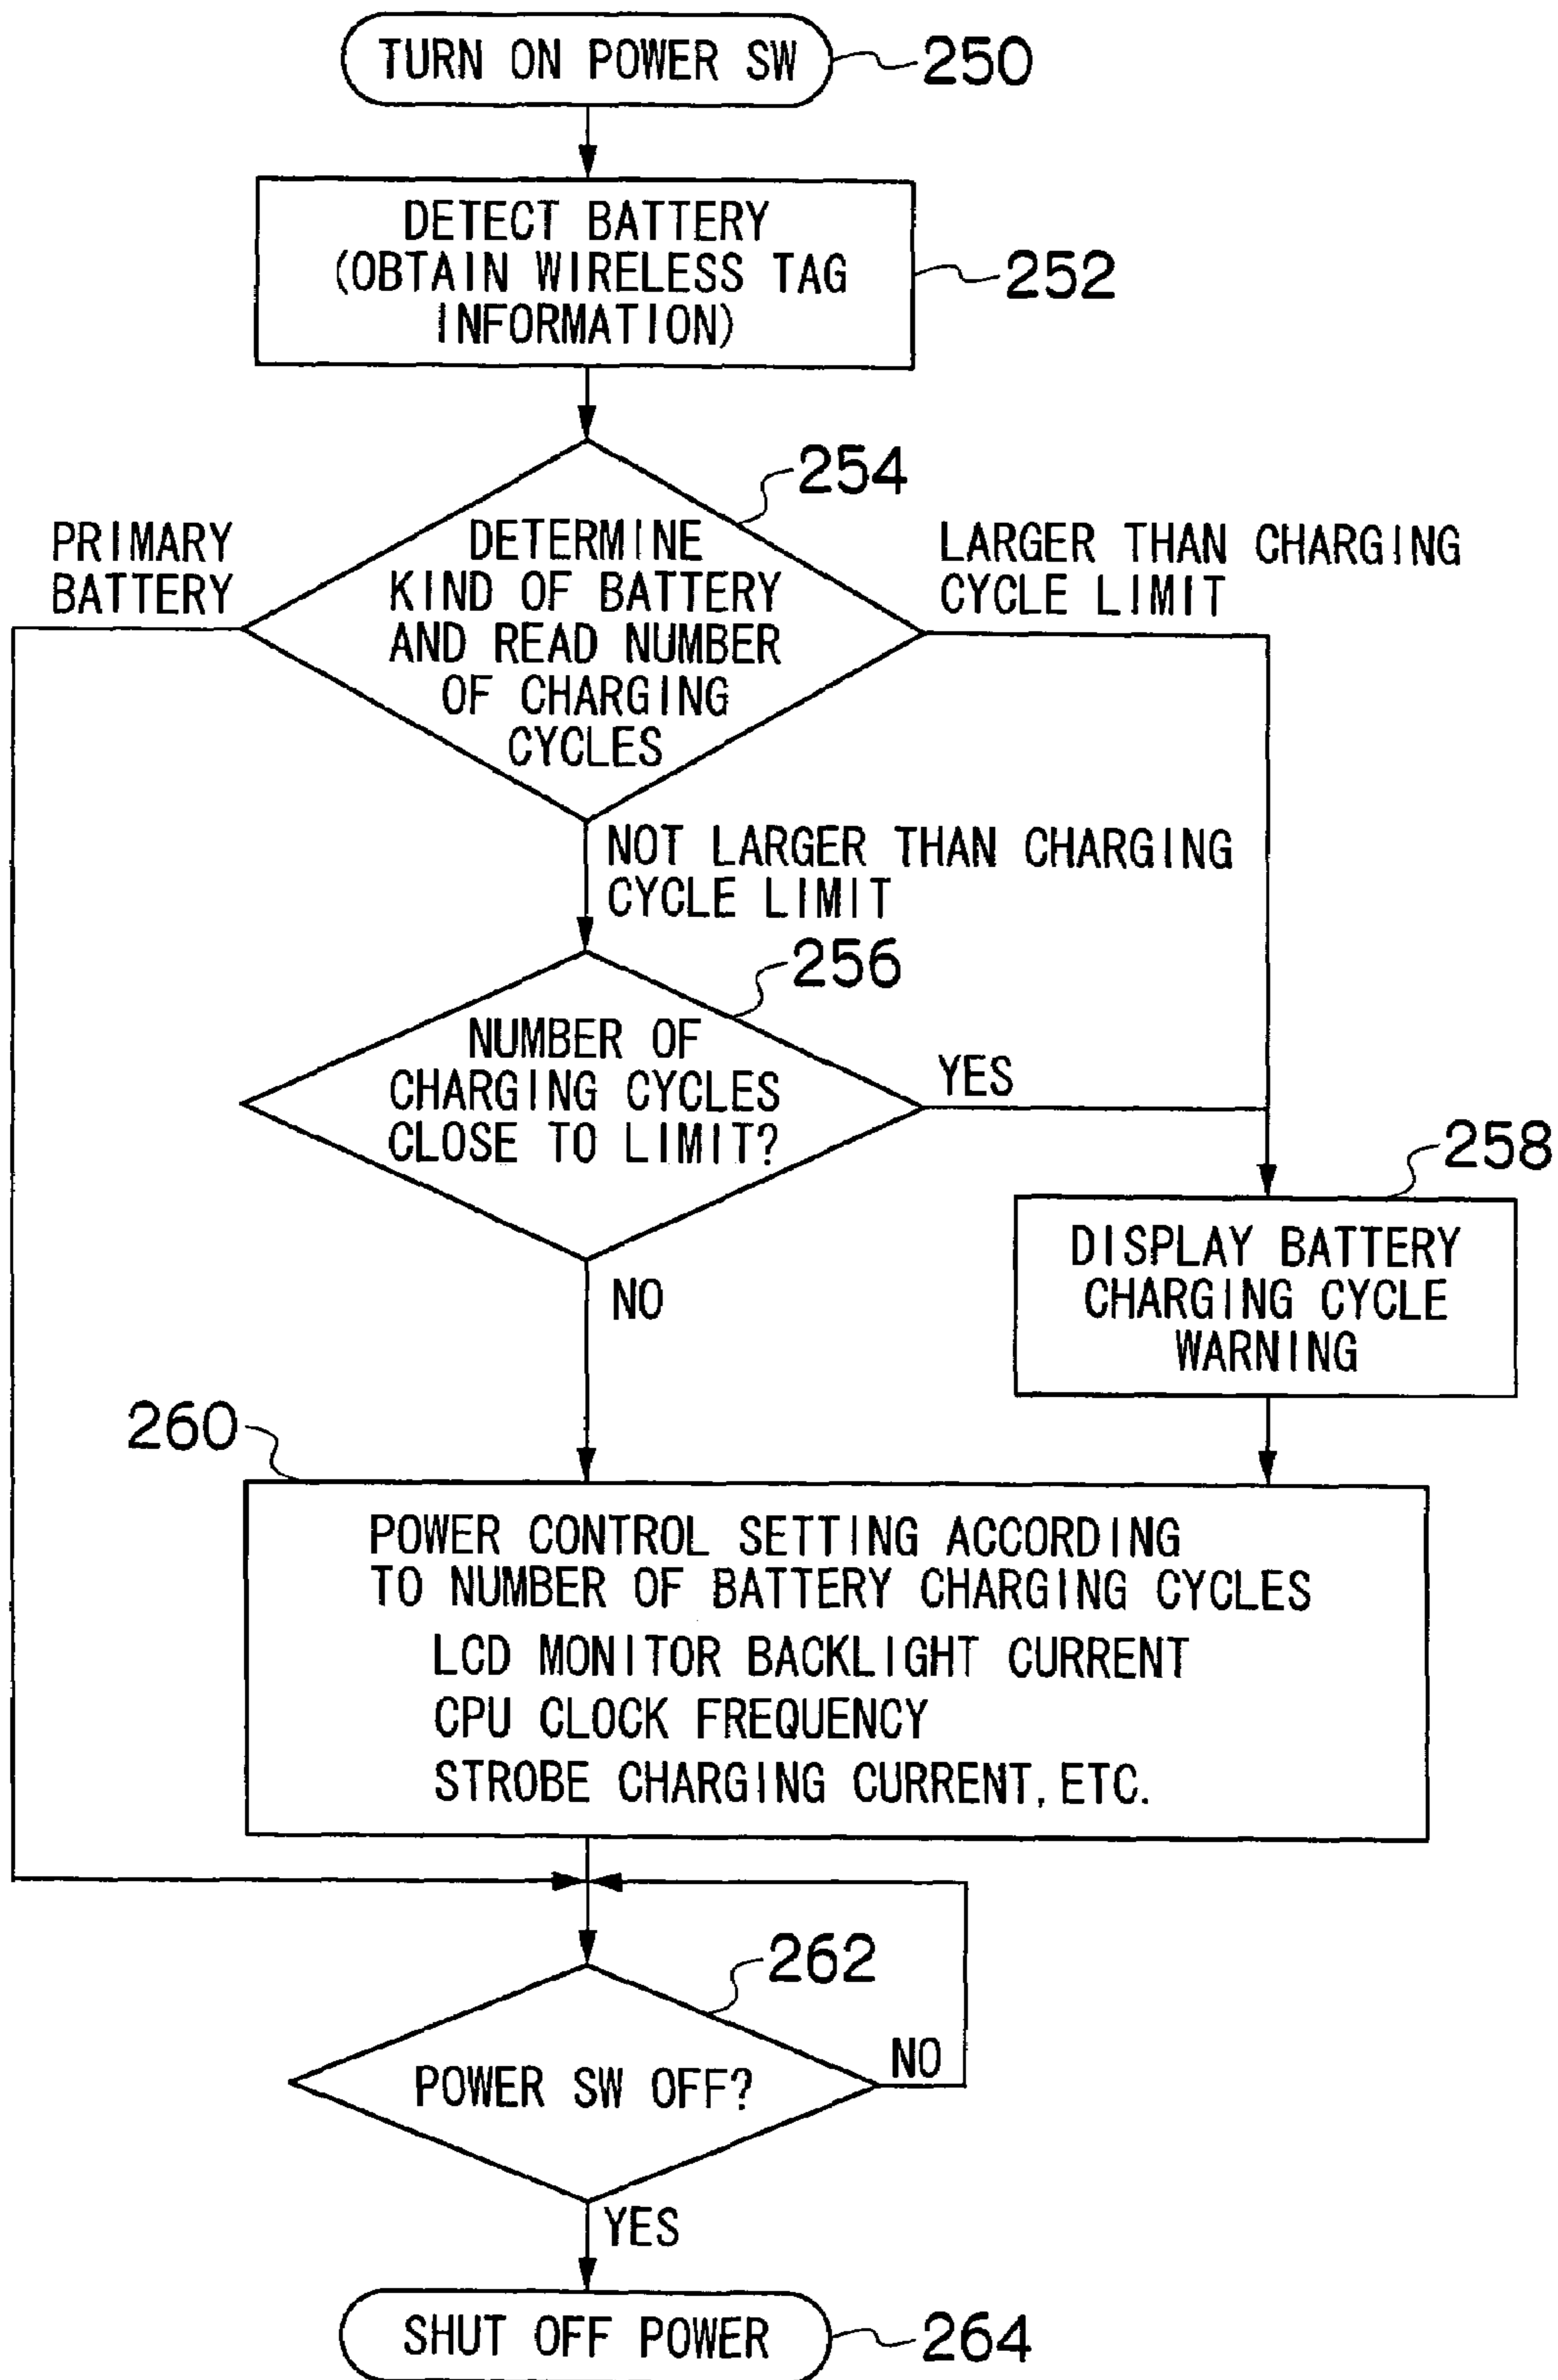 TURN ON POWER SW
250
DETECT BATTERY
(OBTAIN WIRELESS TAG
INFORMATION)
252
254
PRIMARY
BATTERY
DETERMINE
KIND OF BATTERY
AND READ NUMBER
OF CHARGING
CYCLES
LARGER THAN CHARGING
CYCLE LIMIT
NOT LARGER THAN CHARGING
CYCLE LIMIT
256
NUMBER OF
CHARGING CYCLES
CLOSE TO LIMIT?
YES
258
DISPLAY BATTERY
CHARGING CYCLE
WARNING
NO
260
POWER CONTROL SETTING ACCORDING
TO NUMBER OF BATTERY CHARGING CYCLES
LCD MONITOR BACKLIGHT CURRENT
CPU CLOCK FREQUENCY
STROBE CHARGING CURRENT, ETC.
262
POWER SW OFF?
NO
YES
SHUT OFF POWER
264